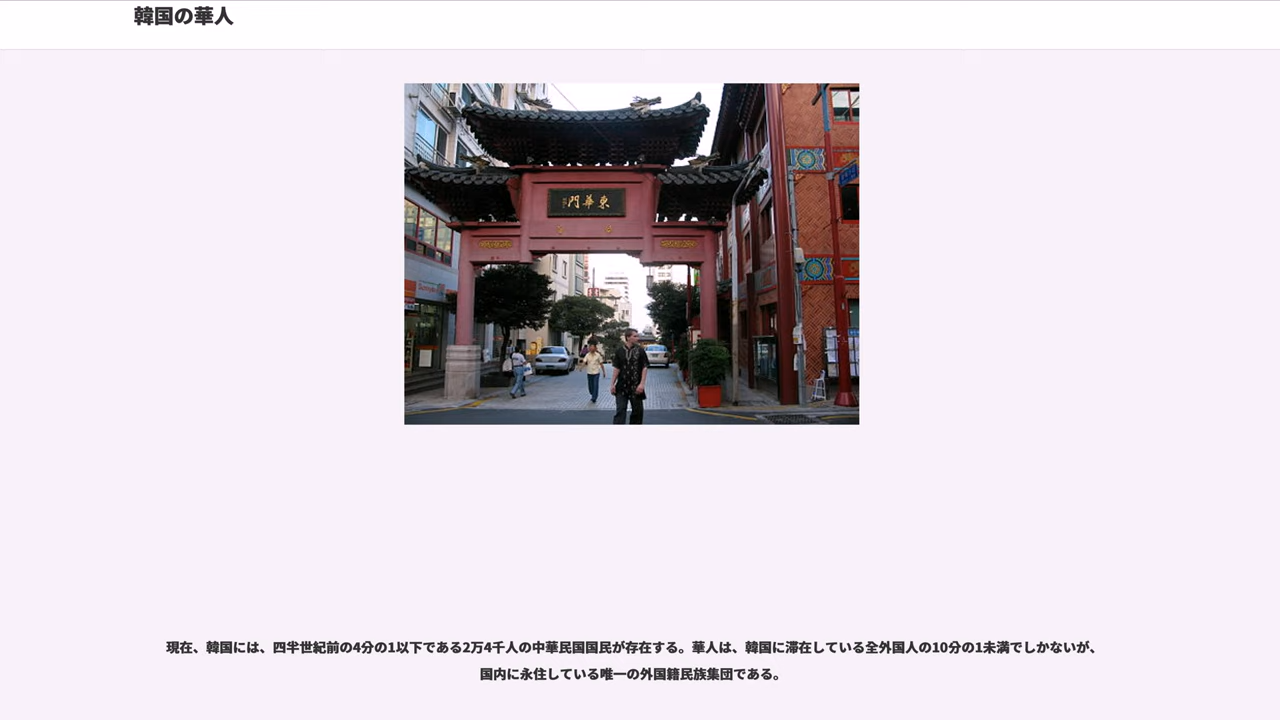 韓国の華人
門華東
現在、韓国には、四半世紀前の4分の1以下である2万4千人の中華民国国民が存在する。華人は、韓国に滞在している全外国人の10分の1未満でしかないが、
国内に永住している唯一の外国籍民族集団である。